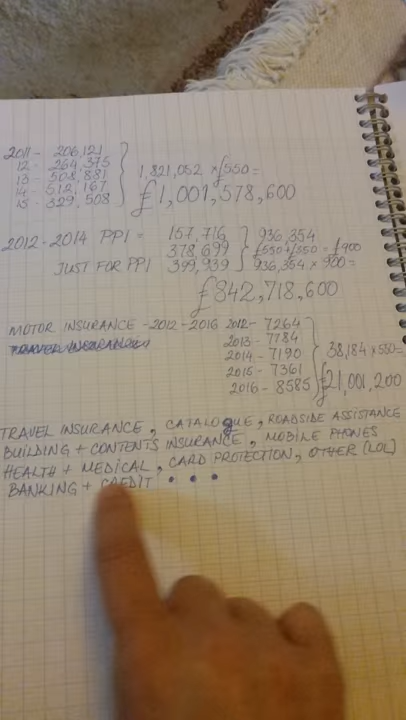 2011 - 206,121
12 - 264,375
13 - 508,881
14 - 512,167
15 - 329,508
1,821,052 x £550 =
£1,001,578,600
2012 - 2014 PPI =
JUST FOR PPI
157,716
378,699
399,939
936,354
£550 + £350 = £900
936,354 x 900 =
£842,718,600
MOTOR INSURANCE - 2012 - 2016
2012 - 7264
2013 - 7784
2014 - 7190
2015 - 7361
2016 - 8585
38,184 x 550 =
£21,001,200
TRAVEL INSURANCE, CATALOGUE, ROADSIDE ASSISTANCE
BUILDING + CONTENTS INSURANCE, MOBILE PHONES
HEALTH + MEDICAL, CARD PROTECTION, OTHER (LOL)
BANKING + CREDIT . . .